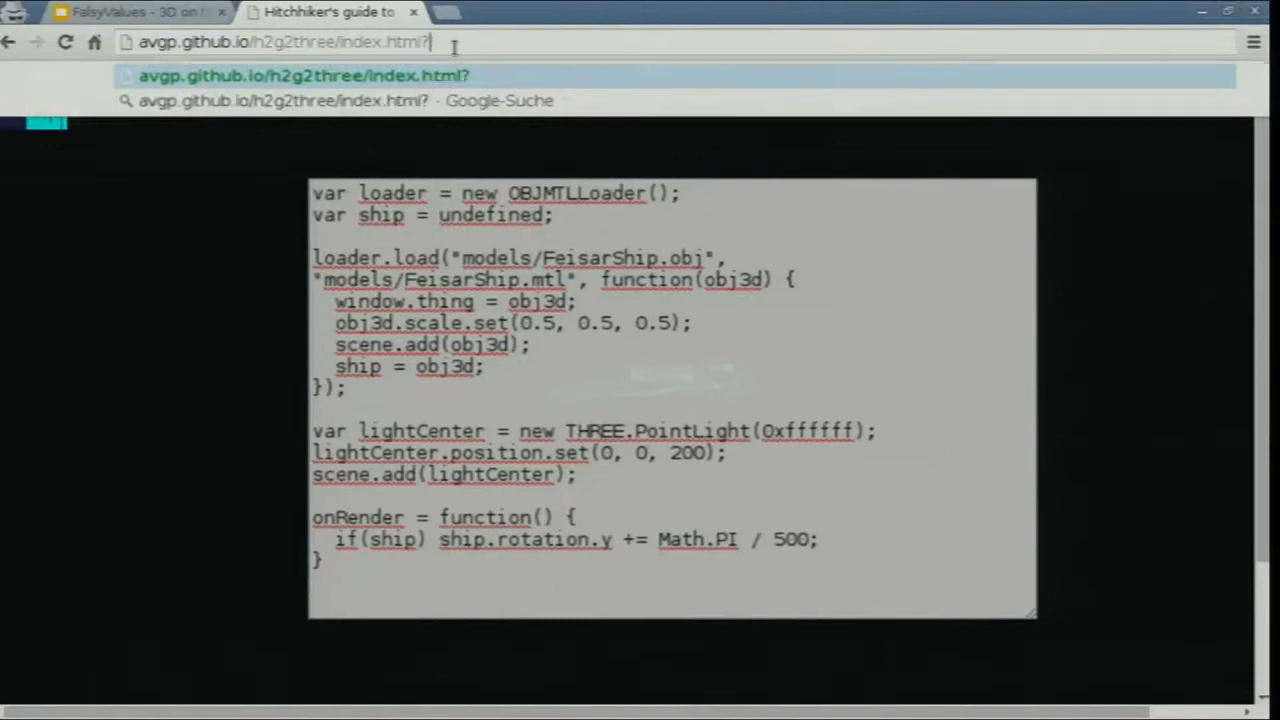 FalsyValues - 3D on t
Hitchhiker's guide to
avgp.github.io/h2g2three/index.html?
avgp.github.io/h2g2three/index.html?
avgp.github.io/h2g2three/index.html? - Google-Suche
var loader = new OBJMTLLoader();
var ship = undefined;
loader.load("models/FeisarShip.obj",
"models/FeisarShip.mtl", function(obj3d) {
window.thing = obj3d;
obj3d.scale.set(0.5, 0.5, 0.5);
scene.add(obj3d);
ship = obj3d;
});
var lightCenter = new THREE.PointLight(0xffffff);
lightCenter.position.set(0, 0, 200);
scene.add(lightCenter);
onRender = function() {
if(ship) ship.rotation.y += Math.PI / 500;
}